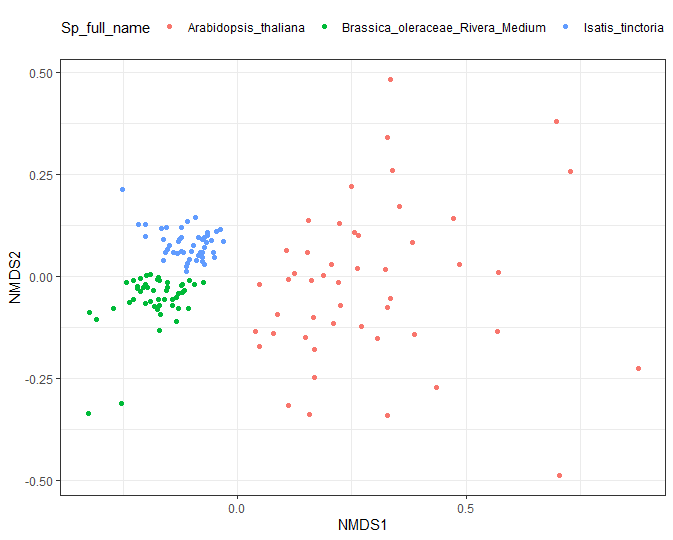 Sp_full_name Arabidopsis_thaliana Brassica_oleraceae_Rivera_Medium Isatis_tinctoria
0.50
0.25
0.00
-0.25
-0.50
NMDS2
0.0 0.5
NMDS1